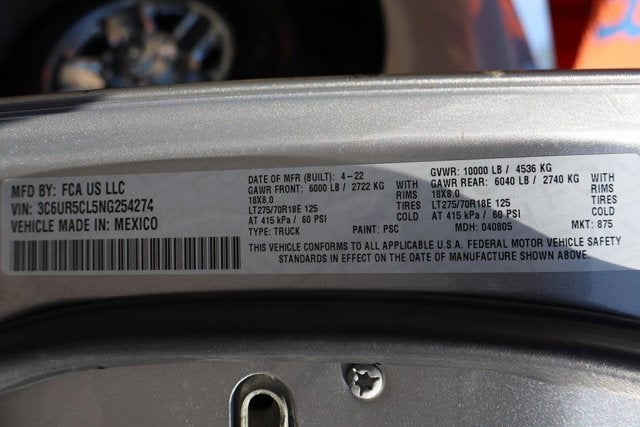 MFD BY: FCA US LLC
VIN: 3C6UR5CL5NG254274
VEHICLE MADE IN: MEXICO
DATE OF MFR (BUILT): 4-22
GAWR FRONT: 6000 LB / 2722 KG WITH
18X8.0 RIMS
LT275/70R18E 125 TIRES
AT 415 kPa / 60 PSI COLD
TYPE: TRUCK PAINT: PSC
GVWR: 10000 LB / 4536 KG
GAWR REAR: 6040 LB / 2740 KG WITH
18X8.0 RIMS
LT275/70R18E 125 TIRES
AT 415 kPa / 60 PSI COLD
MDH: 040805 MKT: 875
THIS VEHICLE CONFORMS TO ALL APPLICABLE U.S.A. FEDERAL MOTOR VEHICLE SAFETY
STANDARDS IN EFFECT ON THE DATE OF MANUFACTURE SHOWN ABOVE.